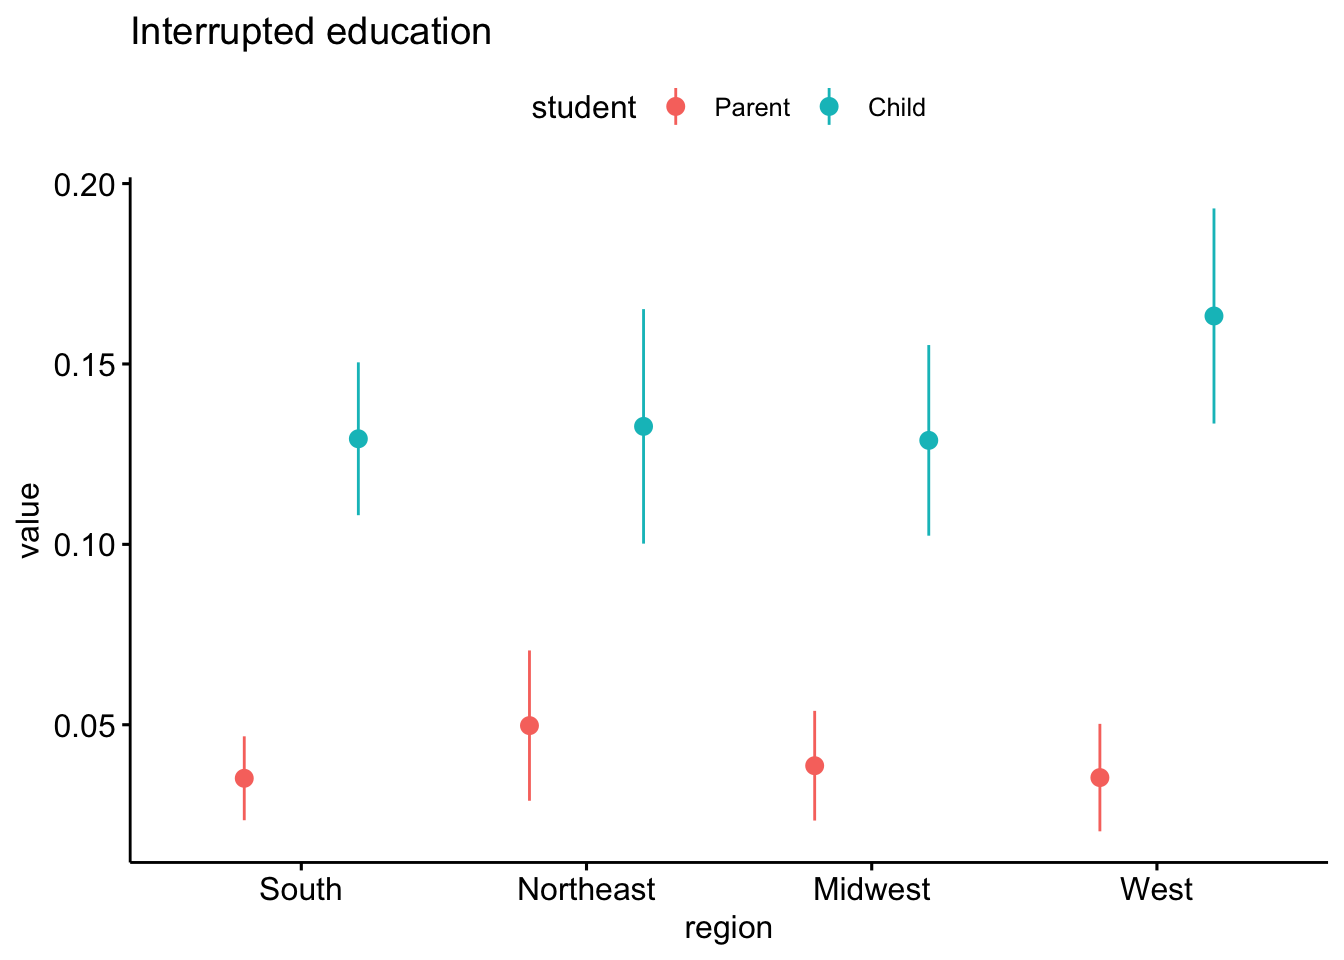 Interrupted education
student Parent Child
0.20
0.15
0.10
0.05
value
South Northeast Midwest West
region